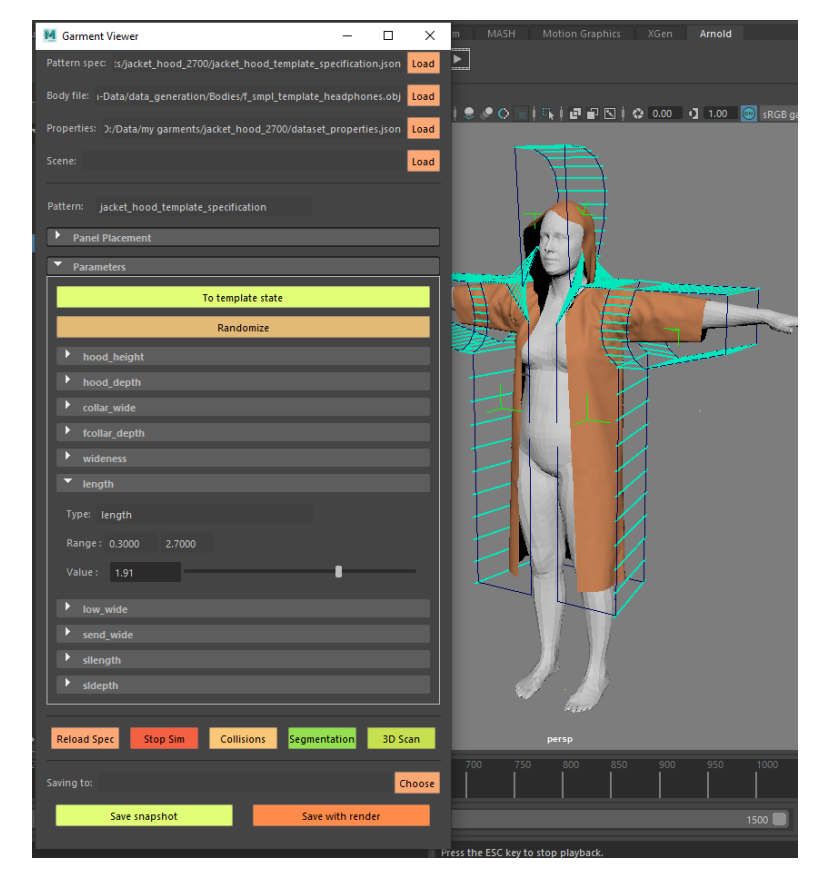 Garment Viewer
m MASH Motion Graphics XGen Arnold
Pattern spec: :s/jacket_hood_2700/jacket_hood_template_specification.json Load
Body file: ı-Data/data_generation/Bodies/f_smpl_template_headphones.obj Load
0.00 1.00 sRGB ga
Properties: ):/Data/my garments/jacket_hood_2700/dataset_properties.json Load
Scene: Load
Pattern: jacket_hood_template_specification
Panel Placement
Parameters
To template state
Randomize
hood_height
hood_depth
collar_wide
fcollar_depth
wideness
length
Type: length
Range: 0.3000 2.7000
Value: 1.91
low_wide
send_wide
sllength
sldepth
Reload Spec Stop Sim Collisions Segmentation 3D Scan
persp
700 750 800 850 900 950 1000
Saving to: Choose
Save snapshot Save with render
1500
Press the ESC key to stop playback.